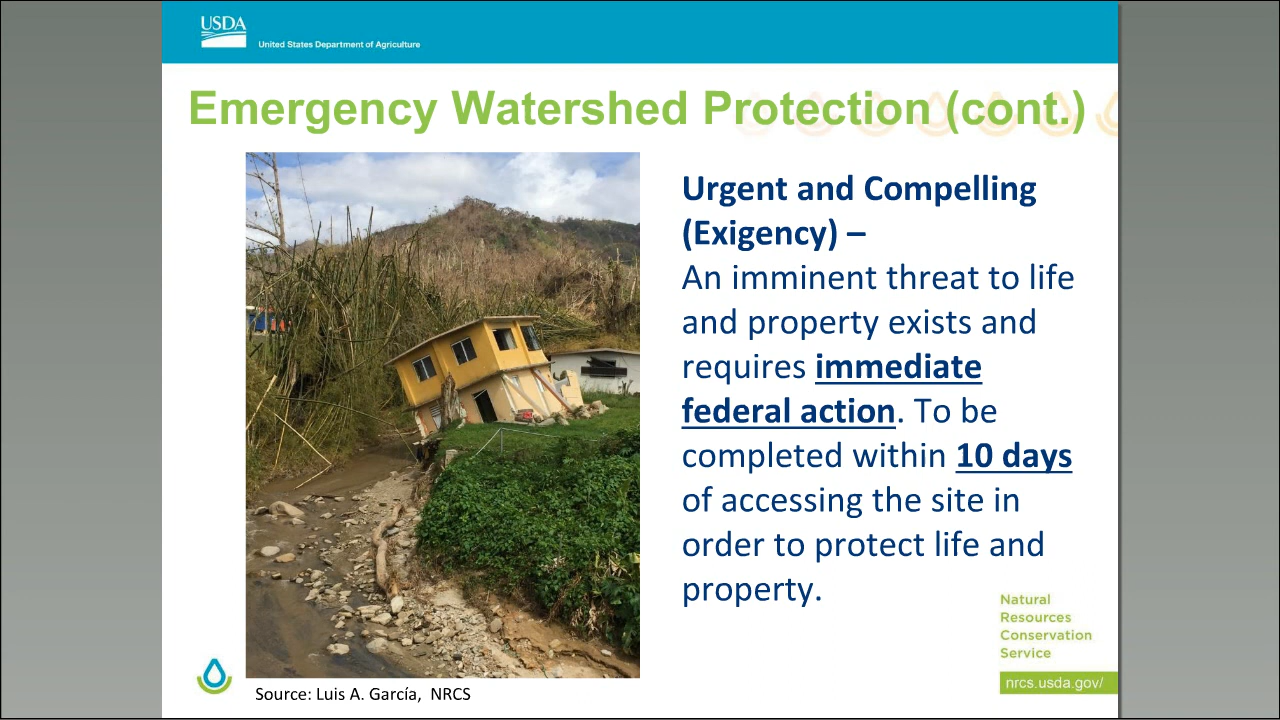 USDA
United States Department of Agriculture
Emergency Watershed Protection (cont.)
Urgent and Compelling
(Exigency) –
An imminent threat to life
and property exists and
requires immediate
federal action. To be
completed within 10 days
of accessing the site in
order to protect life and
property.
Natural
Resources
Conservation
Service
nrcs.usda.gov/
Source: Luis A. García,  NRCS